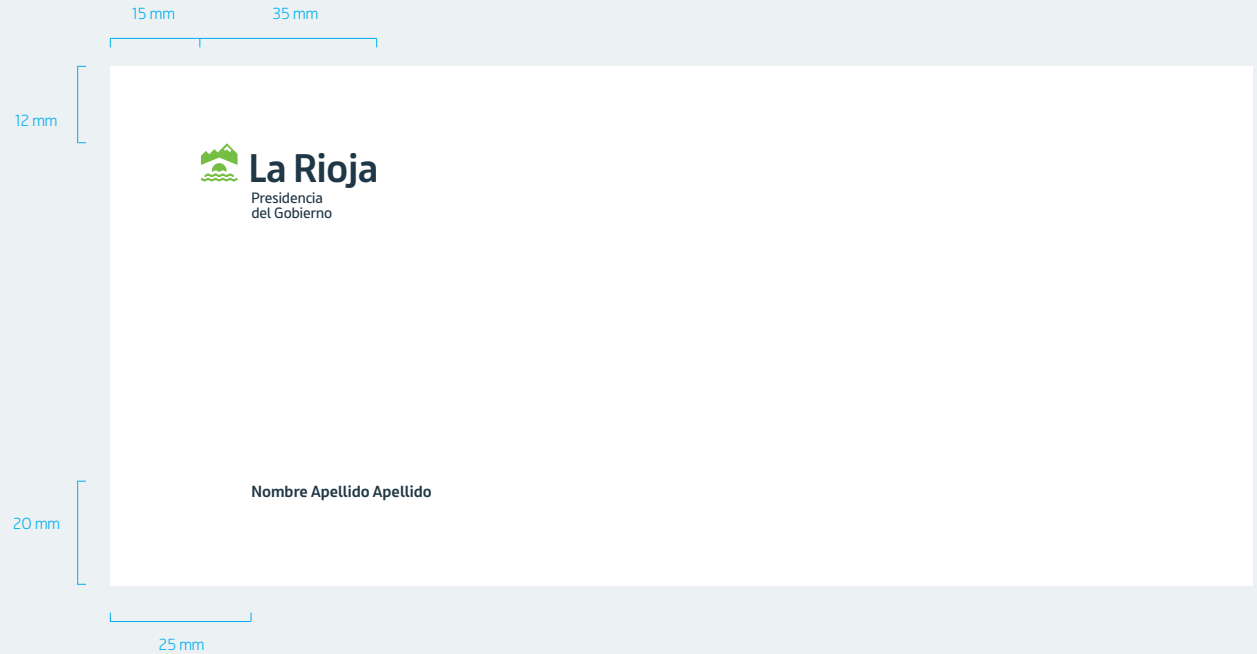 15 mm
35 mm
12 mm
La Rioja
Presidencia
del Gobierno
Nombre Apellido Apellido
20 mm
25 mm